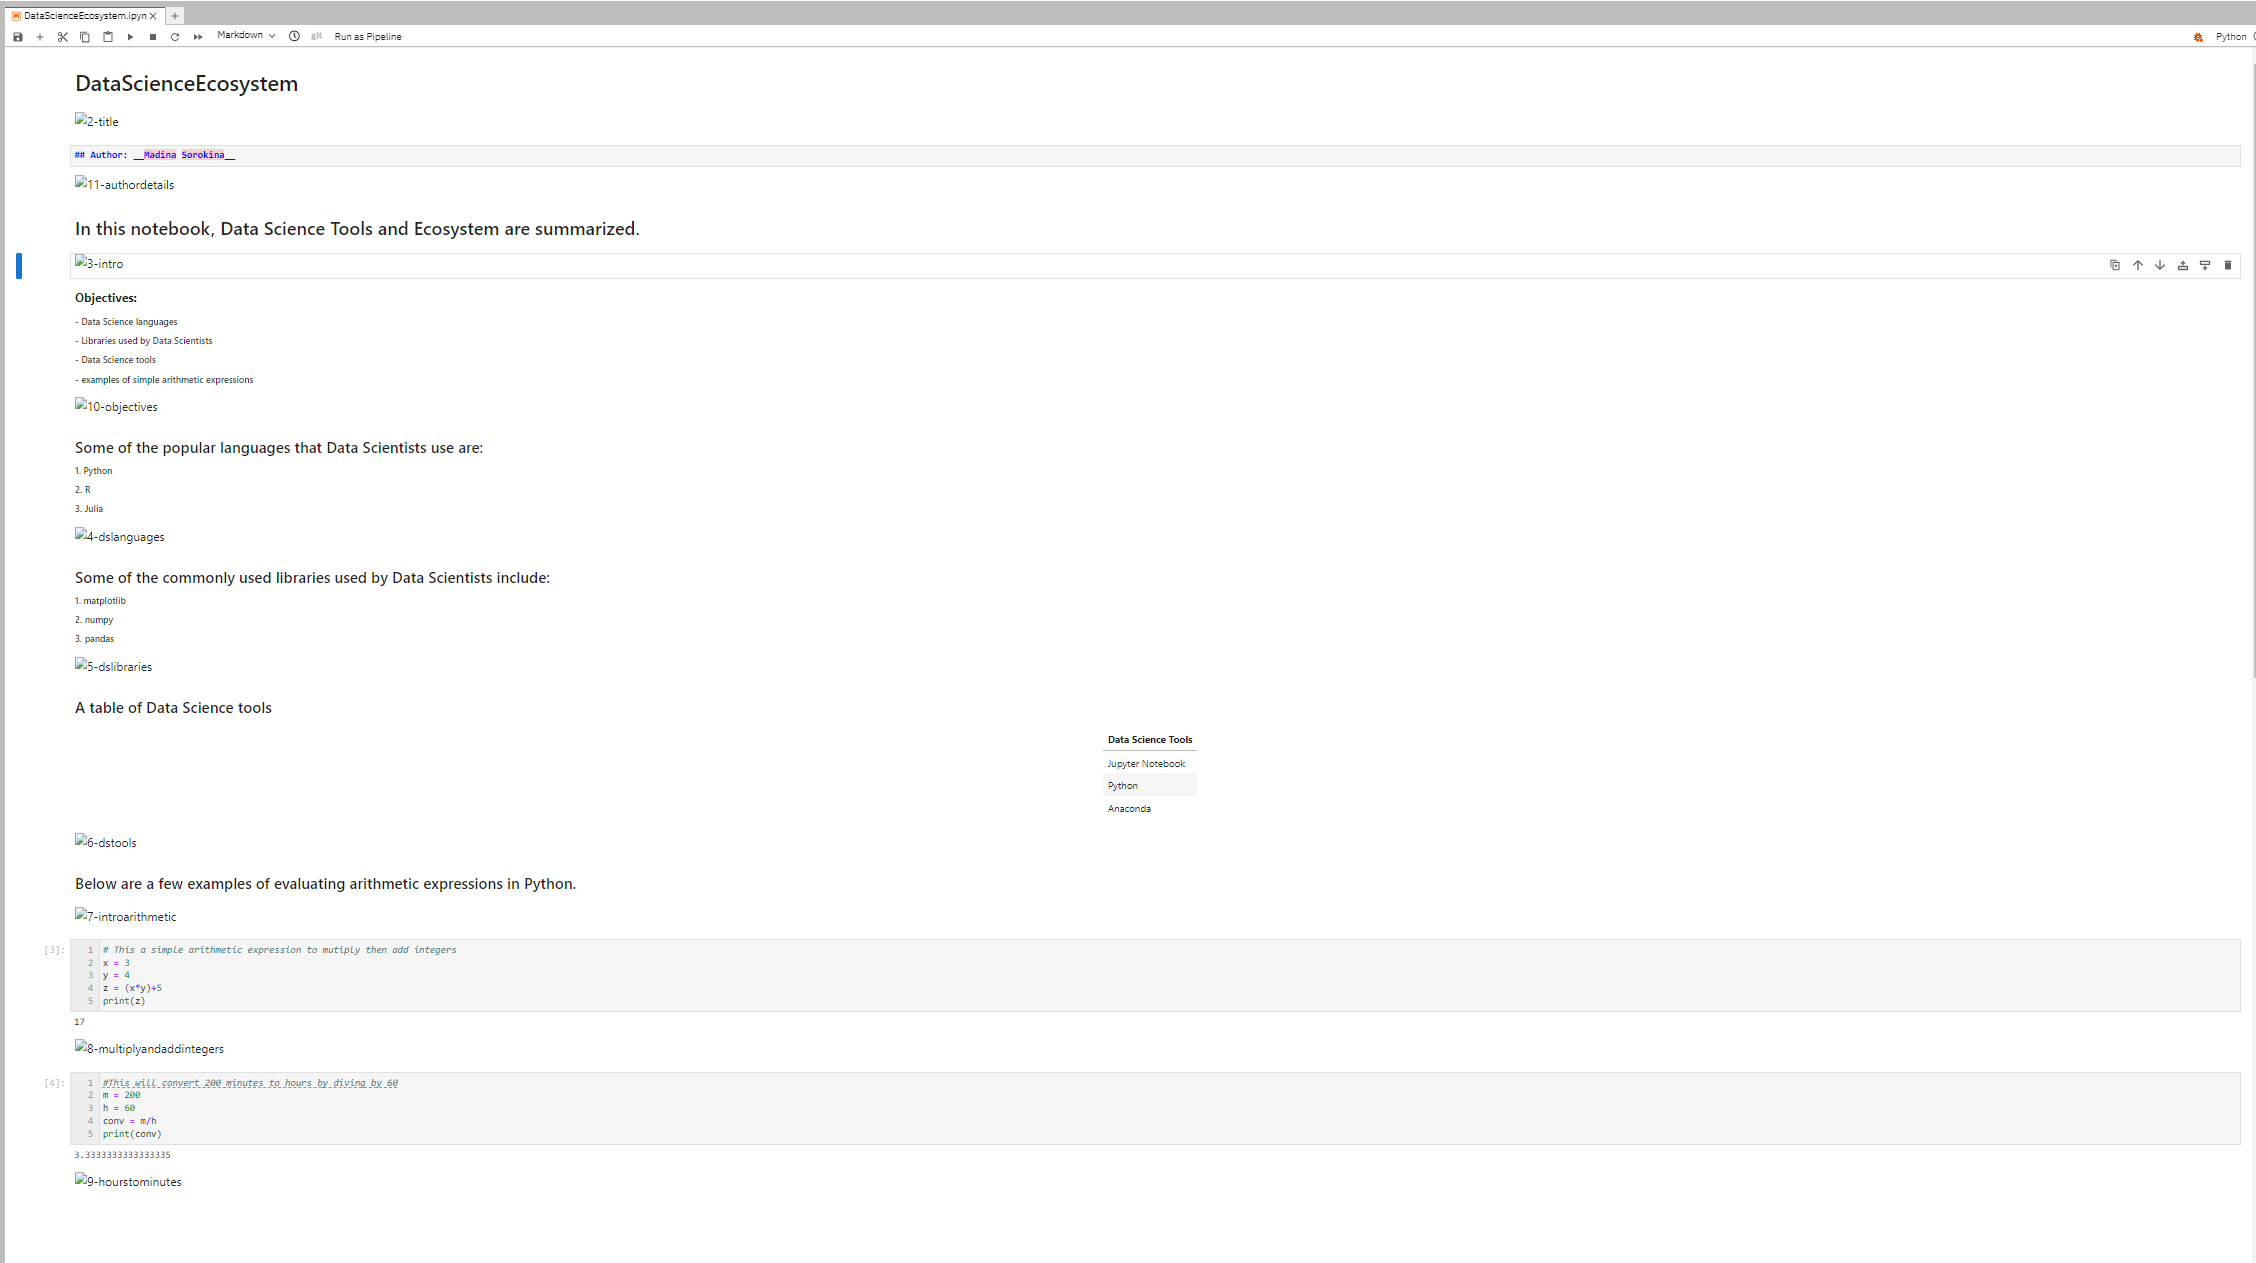 DataScienceEcosystem.ipyn
Markdown git Run as Pipeline Python
DataScienceEcosystem
2-title
## Author: __Madina Sorokina__
11-authordetails
In this notebook, Data Science Tools and Ecosystem are summarized.
3-intro
Objectives:
- Data Science languages
- Libraries used by Data Scientists
- Data Science tools
- examples of simple arithmetic expressions
10-objectives
Some of the popular languages that Data Scientists use are:
1. Python
2. R
3. Julia
4-dslanguages
Some of the commonly used libraries used by Data Scientists include:
1. matplotlib
2. numpy
3. pandas
5-dslibraries
A table of Data Science tools
Data Science Tools
Jupyter Notebook
Python
Anaconda
6-dstools
Below are a few examples of evaluating arithmetic expressions in Python.
7-introarithmetic
[3]: 1 # This a simple arithmetic expression to mutiply then add integers
2 x = 3
3 y = 4
4 z = (x*y)+5
5 print(z)
17
8-multiplyandaddintegers
[4]: 1 #This will convert 200 minutes to hours by diving by 60
2 m = 200
3 h = 60
4 conv = m/h
5 print(conv)
3.3333333333333335
9-hourstominutes